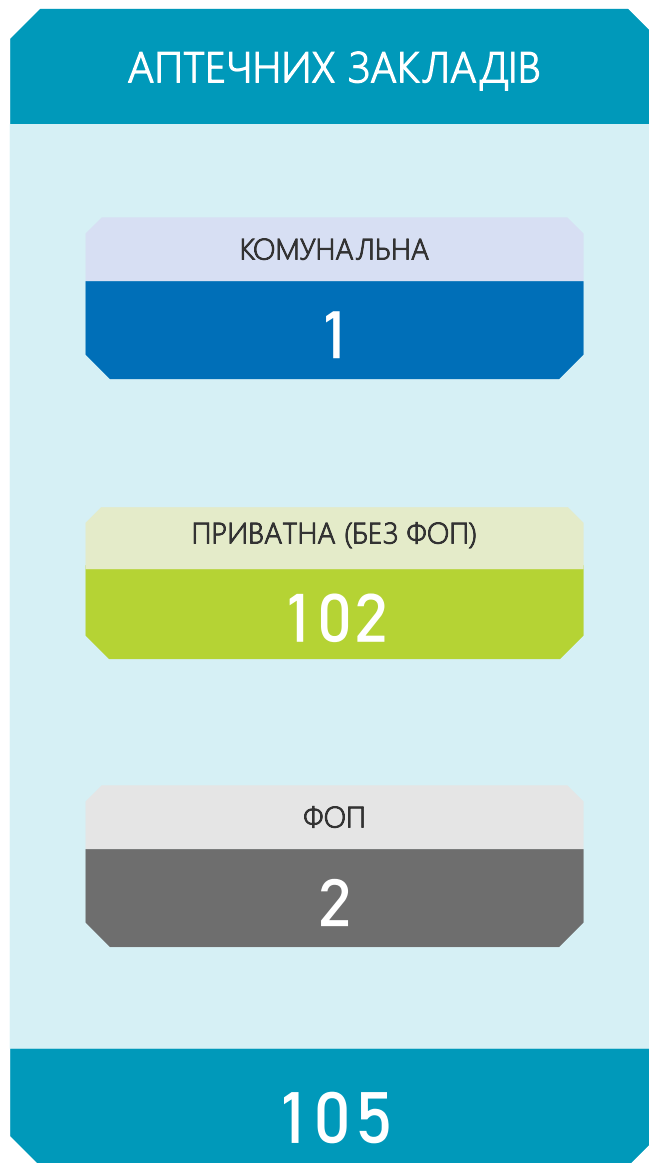 АПТЕЧНИХ ЗАКЛАДІВ
КОМУНАЛЬНА
1
ПРИВАТНА (БЕЗ ФОП)
102
ФОП
2
105